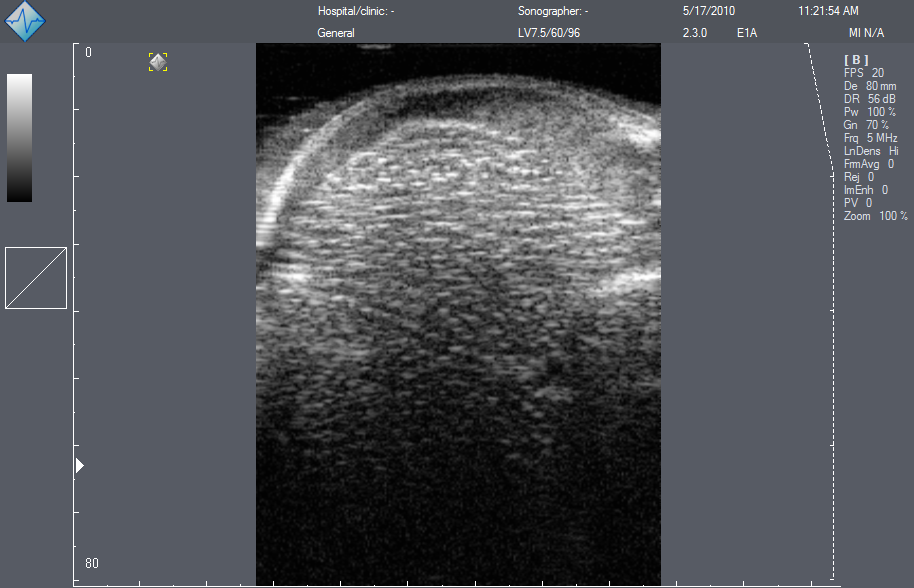 Hospital/clinic: - Sonographer: - 5/17/2010 11:21:54 AM
General LV7.5/60/96 2.3.0 E1A MI N/A
0
[ B ]
FPS 20
De 80 mm
DR 56 dB
Pw 100 %
Gn 70 %
Frq 5 MHz
LnDens Hi
FrmAvg 0
Rej 0
ImEnh 0
PV 0
Zoom 100 %
80